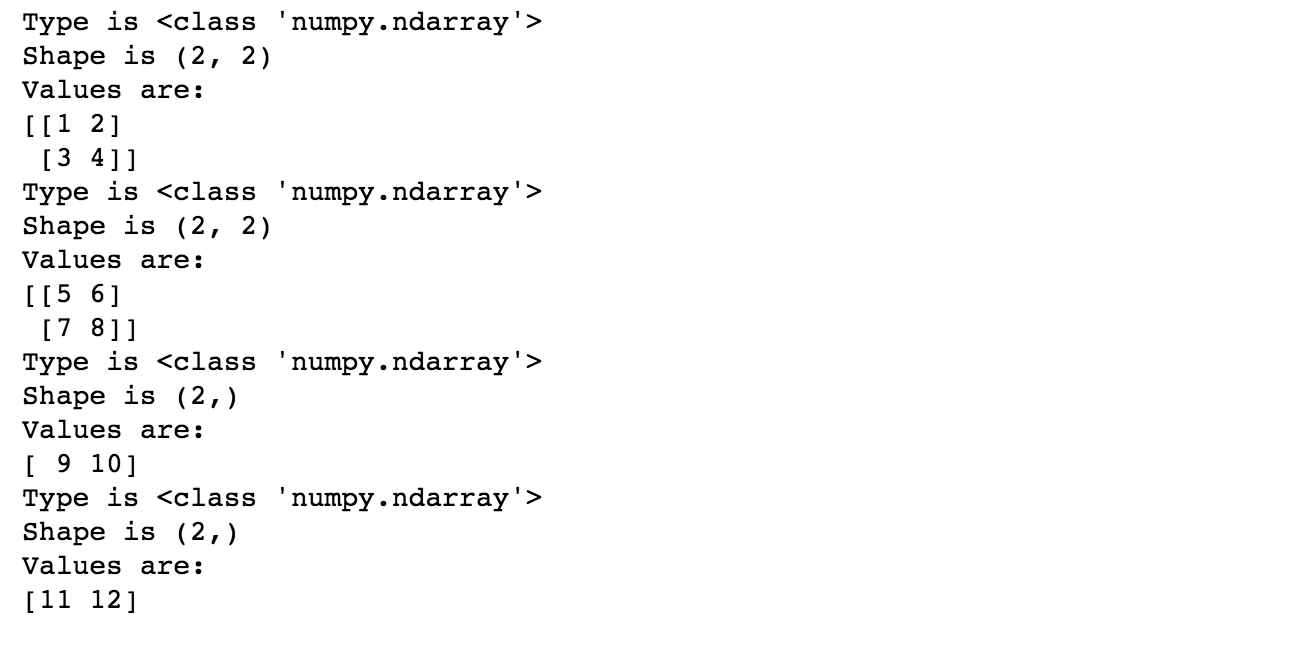 Type is <class 'numpy.ndarray'>
Shape is (2, 2)
Values are:
[[1 2]
 [3 4]]
Type is <class 'numpy.ndarray'>
Shape is (2, 2)
Values are:
[[5 6]
 [7 8]]
Type is <class 'numpy.ndarray'>
Shape is (2,)
Values are:
[ 9 10]
Type is <class 'numpy.ndarray'>
Shape is (2,)
Values are:
[11 12]